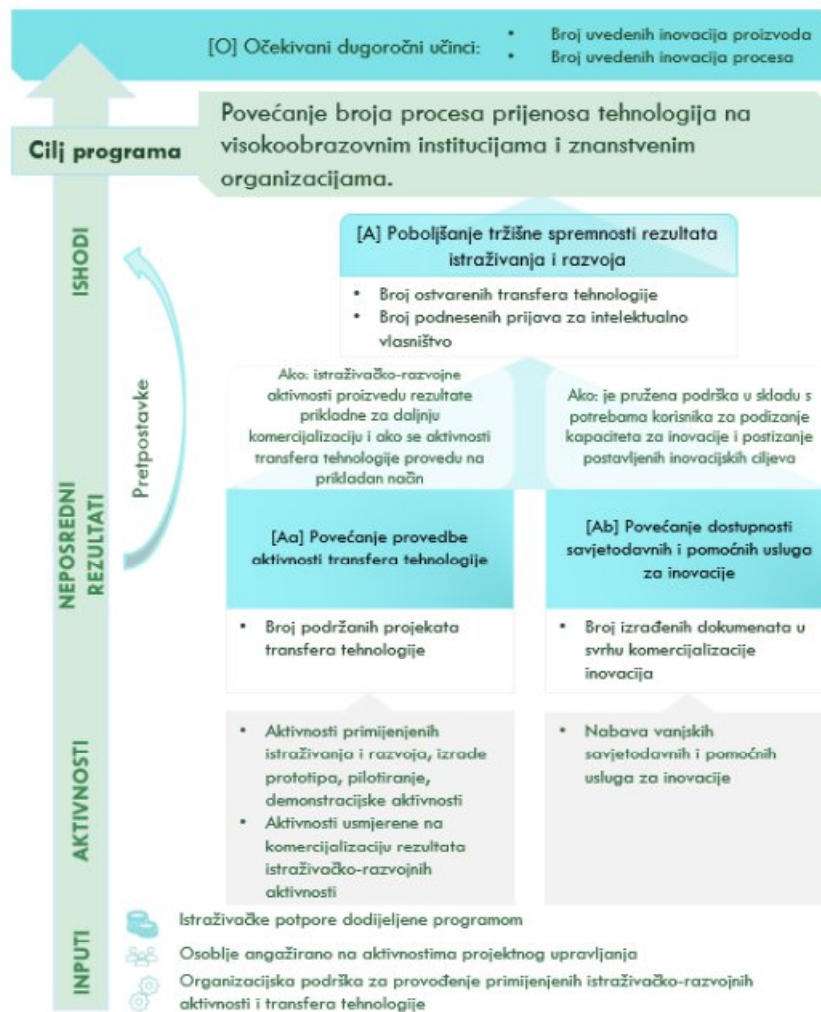 [O] Očekivani dugoročni učinci:
• Broj uvedenih inovacija proizvoda
• Broj uvedenih inovacija procesa
Cilj programa
Povećanje broja procesa prijenosa tehnologija na
visokoobrazovnim institucijama i znanstvenim
organizacijama.
ISHODI
[A] Poboljšanje tržišne spremnosti rezultata
istraživanja i razvoja
• Broj ostvarenih transfera tehnologije
• Broj podnesenih prijava za intelektualno
vlasništvo
Pretpostavke
Ako: istraživačko-razvojne
aktivnosti proizvedu rezultate
prikladne za daljnju
komercijalizaciju i ako se aktivnosti
transfera tehnologije provedu na
prikladan način
Ako: je pružena podrška u skladu s
potrebama korisnika za podizanje
kapaciteta za inovacije i postizanje
postavljenih inovacijskih ciljeva
NEPOSREDNI
REZULTATI
[Aa] Povećanje provedbe
aktivnosti transfera tehnologije
• Broj podržanih projekata
transfera tehnologije
[Ab] Povećanje dostupnosti
savjetodavnih i pomoćnih usluga
za inovacije
• Broj izrađenih dokumenata u
svrhu komercijalizacije
inovacija
AKTIVNOSTI
• Aktivnosti primijenjenih
istraživanja i razvoja, izrade
prototipa, pilotiranje,
demonstracijske aktivnosti
• Aktivnosti usmjerene na
komercijalizaciju rezultata
istraživačko-razvojnih
aktivnosti
• Nabava vanjskih
savjetodavnih i pomoćnih
usluga za inovacije
INPUTI
Istraživačke potpore dodijeljene programom
Osoblje angažirano na aktivnostima projektnog upravljanja
Organizacijska podrška za provođenje primijenjenih istraživačko-razvojnih
aktivnosti i transfera tehnologije